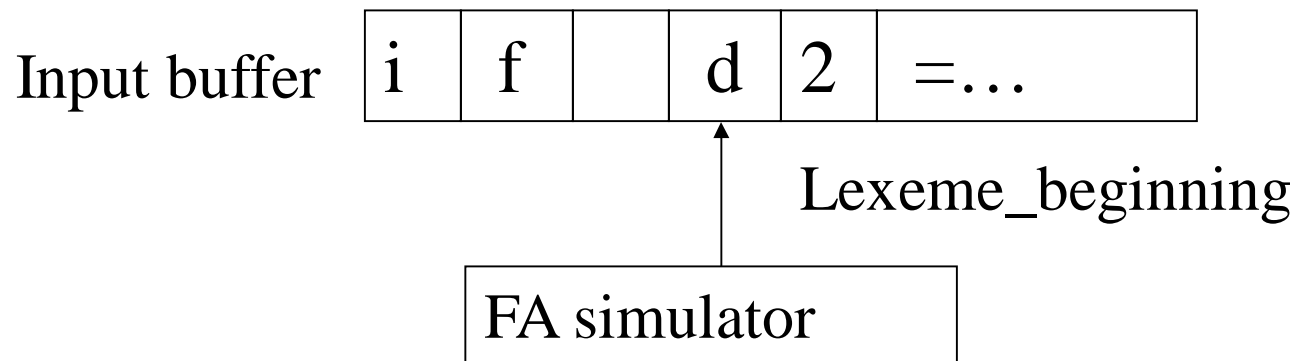 Input buffer i f d 2 =…
Lexeme_beginning
FA simulator